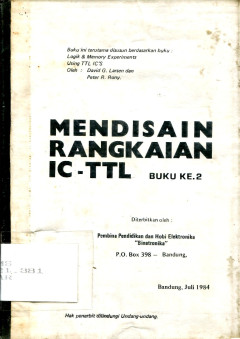 Buku ini terutama disusun berdasarkan buku :
Logik & Memory Experiments
Using TTL IC'S
Oleh : David G. Larsen dan
Peter R. Rony.
MENDISAIN
RANGKAIAN
IC - TTL BUKU KE.2
Diterbitkan oleh :
Pembina Pendidikan dan Hobi Elektronika
"Binatronika"
P.O. Box 398 – Bandung,
Bandung, Juli 1984
Hak penerbit dilindungi Undang-undang.